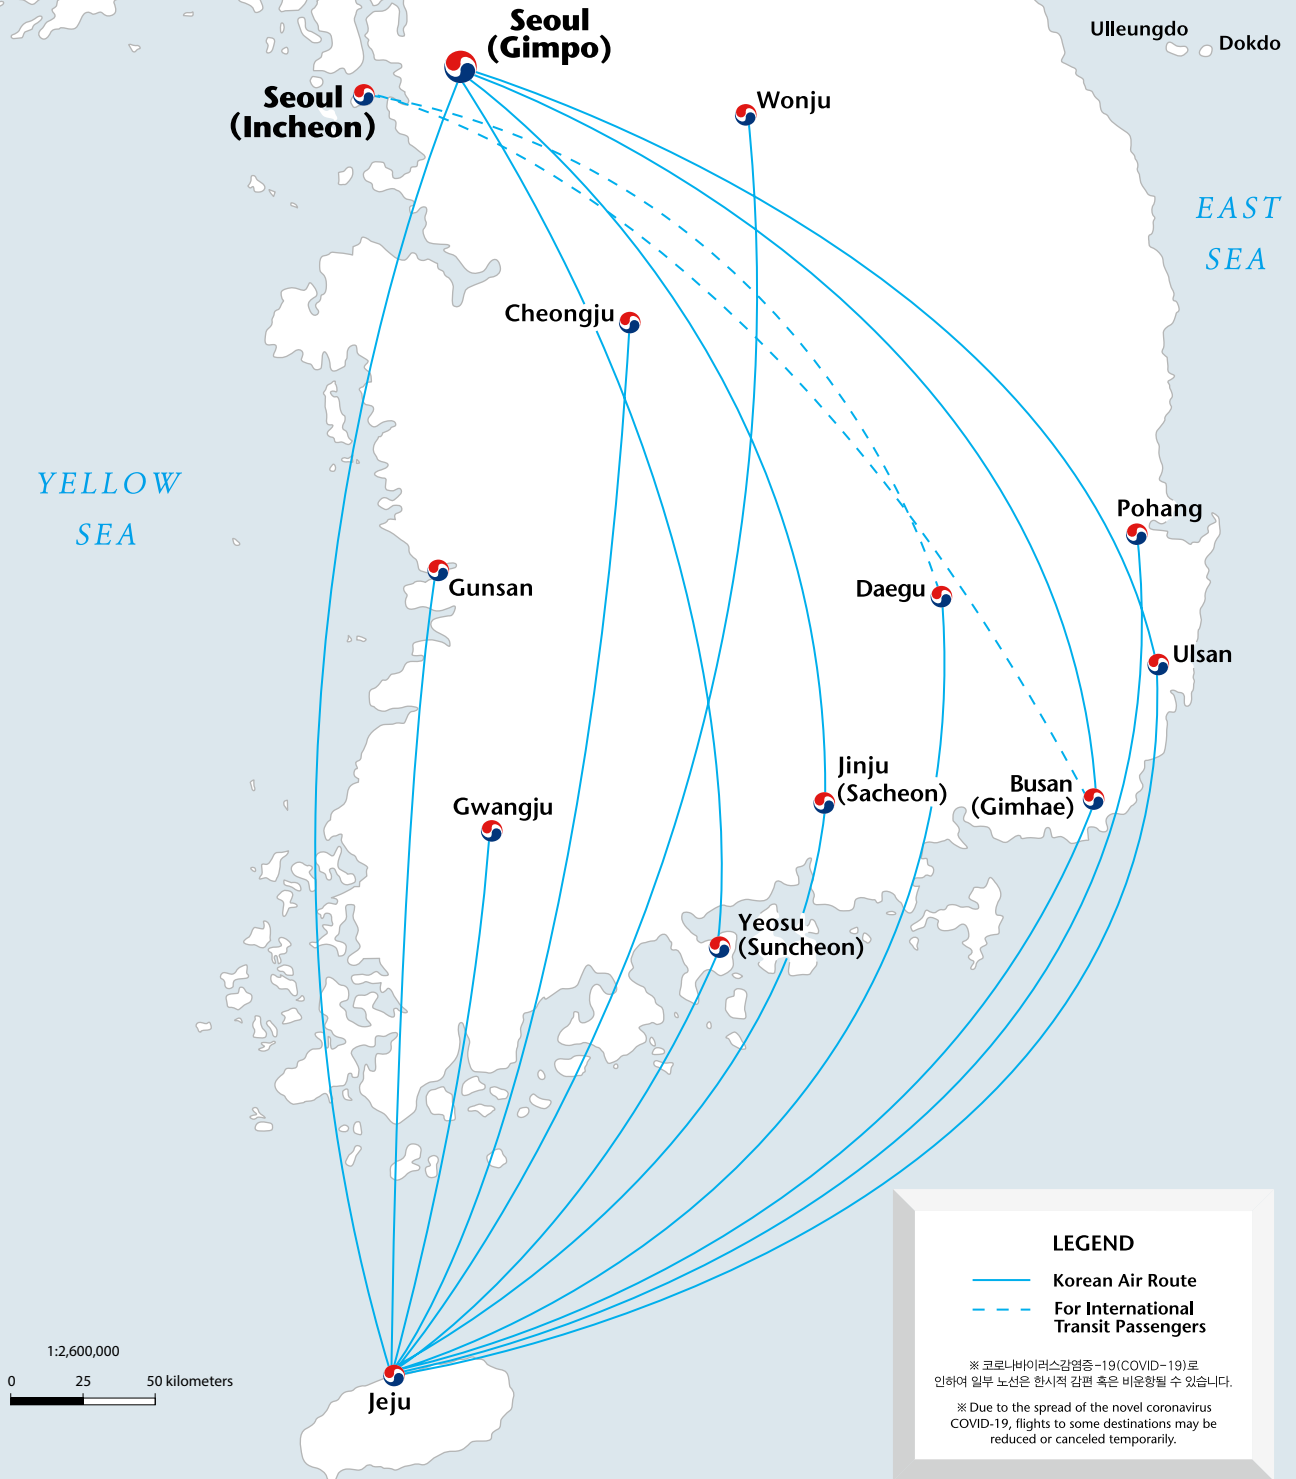 Seoul
(Gimpo)
Ulleungdo
Dokdo
Seoul
(Incheon)
Wonju
EAST
SEA
Cheongju
YELLOW
SEA
Pohang
Gunsan
Daegu
Ulsan
Jinju
(Sacheon)
Busan
(Gimhae)
Gwangju
Yeosu
(Suncheon)
LEGEND
Korean Air Route
For International
Transit Passengers
※ 코로나바이러스감염증-19(COVID-19)로
인하여 일부 노선은 한시적 감편 혹은 비운항될 수 있습니다.
※ Due to the spread of the novel coronavirus
COVID-19, flights to some destinations may be
reduced or canceled temporarily.
1:2,600,000
0 25 50 kilometers
Jeju